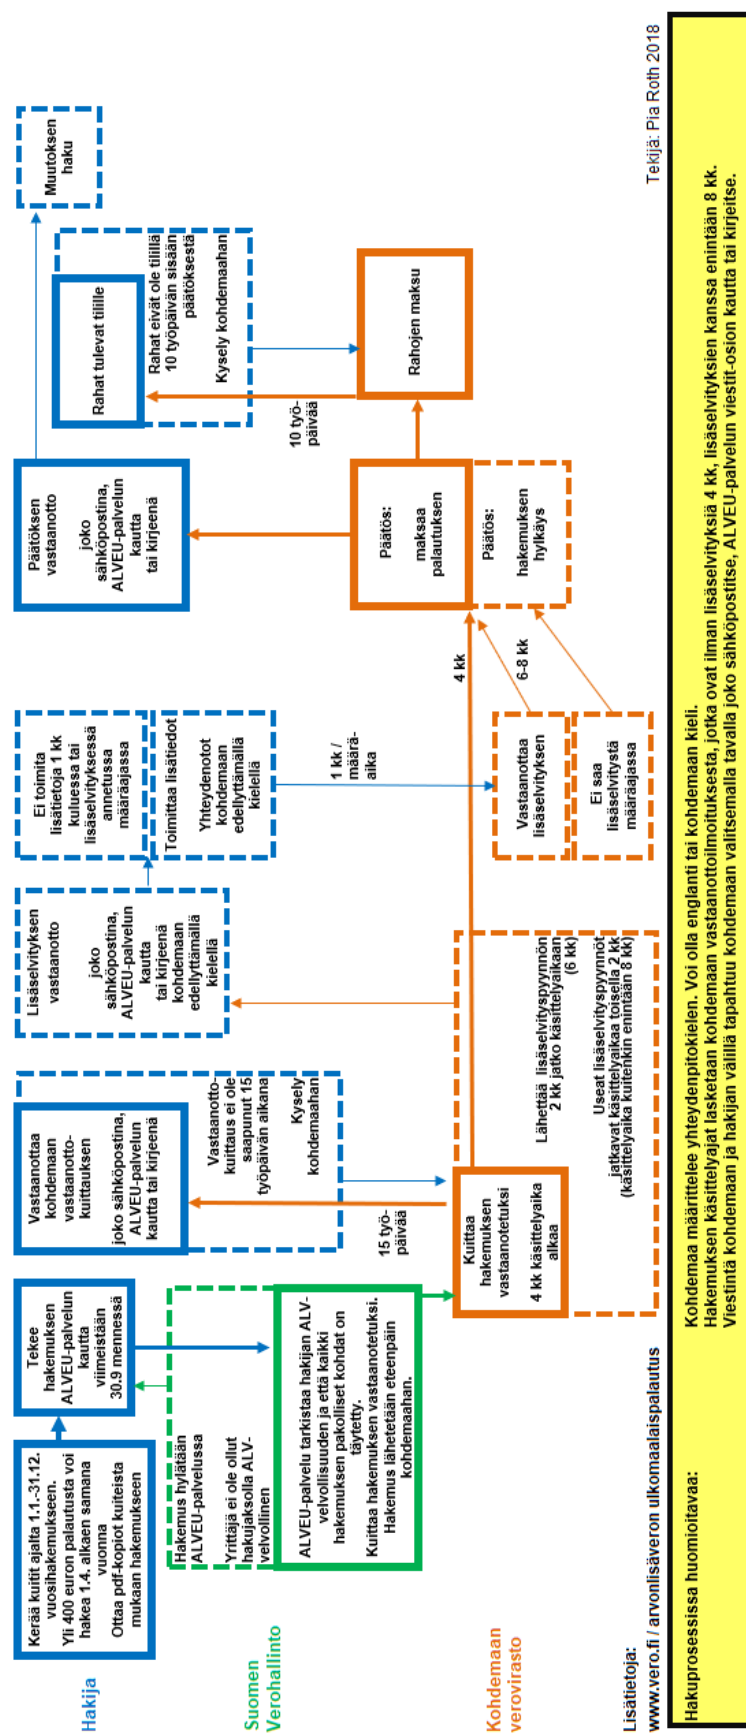 Hakija
Kerää kuitit ajalta 1.1.-31.12.
vuosihakemukseen.
Yli 400 euron palautusta voi
hakea 1.4. alkaen samana
vuonna
Ottaa pdf-kopiot kuiteista
mukaan hakemukseen
Tekee
hakemuksen
ALVEU-palvelun
kautta
viimeistään
30.9 mennessä
Vastaanottaa
kohdemaan
vastaanotto-
kuittauksen
joko sähköpostina,
ALVEU-palvelun
kautta tai kirjeenä
Vastaanotto-
kuittaus ei ole
saapunut 15
työpäivän aikana
Kysely
kohdemaahan
Lisäselvityksen
vastaanotto
joko
sähköpostina,
ALVEU-palvelun
kautta
tai kirjeenä
kohdemaan
edellyttämällä
kielellä
Ei toimita
lisätietoja 1 kk
kuluessa tai
lisäselvityksessä
annetussa
määräajassa
Toimittaa lisätiedot
Yhteydenotot
kohdemaan
edellyttämällä
kielellä
Päätöksen
vastaanotto
joko
sähköpostina,
ALVEU-palvelun
kautta
tai kirjeenä
Rahat tulevat tilille
Rahat eivät ole tilillä
10 työpäivän sisään
päätöksestä
Kysely kohdemaahan
Muutoksen
haku
Suomen
Verohallinto
Hakemus hylätään
ALVEU-palvelussa
Yrittäjä ei ole ollut
hakujaksolla ALV-
velvollinen
ALVEU-palvelu tarkistaa hakijan ALV-
velvollisuuden ja että kaikki
hakemuksen pakolliset kohdat on
täytetty.
Kuittaa hakemuksen vastaanotetuksi.
Hakemus lähetetään eteenpäin
kohdemaahan.
15 työ-
päivää
1 kk /
määrä-
aika
10 työ-
päivää
Kohdemaan
verovirasto
Kuittaa
hakemuksen
vastaanotetuksi
4 kk käsittelyaika
alkaa
Lähettää lisäselvityspyynnön
2 kk jatko käsittelyaikaan
(6 kk)
Useat lisäselvityspyynnöt
jatkavat käsittelyaikaa toisella 2 kk
(käsittelyaika kuitenkin enintään 8 kk)
4 kk
Vastaanottaa
lisäselvityksen
Ei saa
lisäselvitystä
määräajassa
6-8 kk
Päätös:
maksaa
palautuksen
Päätös:
hakemuksen
hylkäys
Rahojen maksu
Lisätietoja:
www.vero.fi / arvonlisäveron ulkomaalaispalautus
Tekijä: Pia Roth 2018
Hakuprosessissa huomioitavaa:
Kohdemaa määrittelee yhteydenpitokielen. Voi olla englanti tai kohdemaan kieli.
Hakemuksen käsittelyajat lasketaan kohdemaan vastaanottoilmoituksesta, jotka ovat ilman lisäselvityksiä 4 kk, lisäselvityksien kanssa enintään 8 kk.
Viestintä kohdemaan ja hakijan välillä tapahtuu kohdemaan valitsemalla tavalla joko sähköpostitse, ALVEU-palvelun viestit-osion kautta tai kirjeitse.